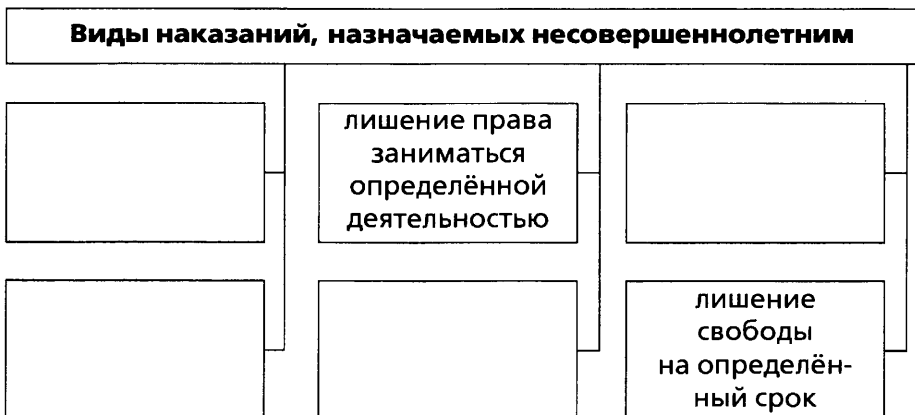 Виды наказаний, назначаемых несовершеннолетним
лишение права
заниматься
определённой
деятельностью
лишение
свободы
на определён-
ный срок